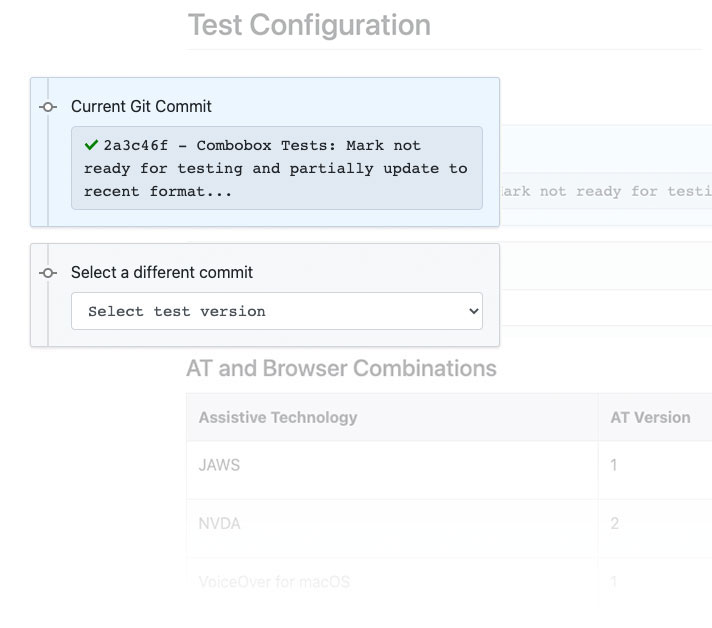 Test Configuration
Current Git Commit
2a3c46f - Combobox Tests: Mark not
ready for testing and partially update to
recent format...
ark not ready for testi
Select a different commit
Select test version
AT and Browser Combinations
Assistive Technology
AT Version
JAWS
1
NVDA
2
VoiceOver for macOS
1